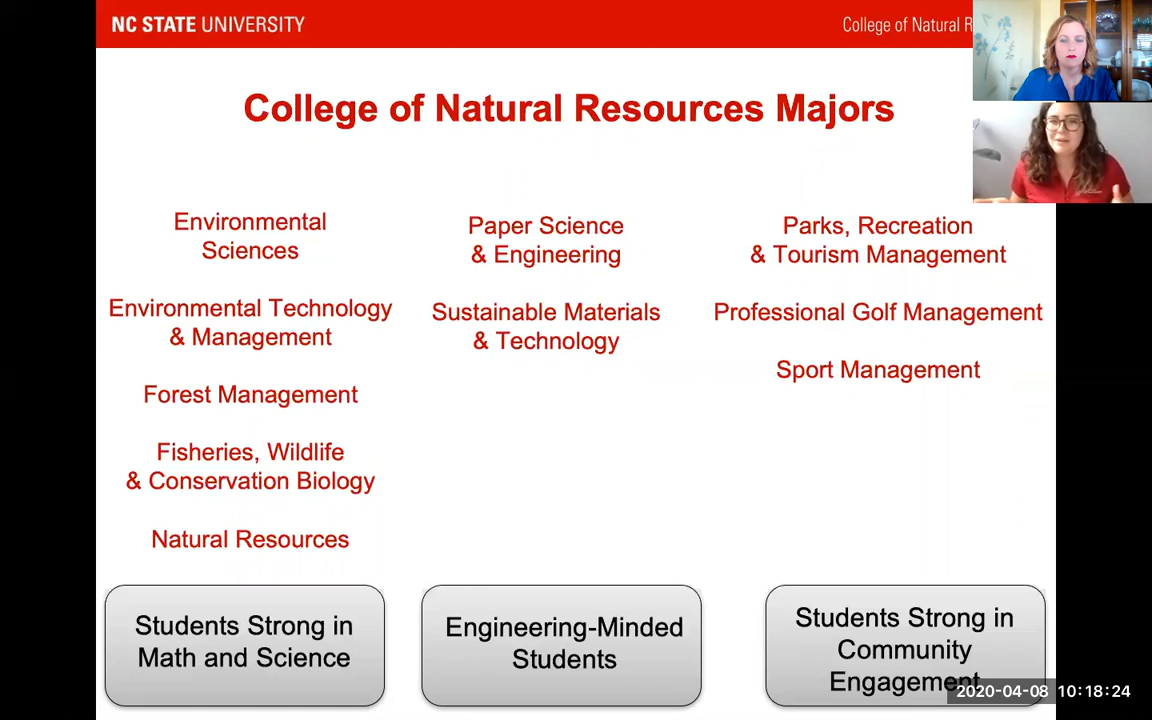 NC STATE UNIVERSITY
College of Natural R
College of Natural Resources Majors
Environmental
Sciences
Environmental Technology
& Management
Forest Management
Fisheries, Wildlife
& Conservation Biology
Natural Resources
Students Strong in
Math and Science
Paper Science
& Engineering
Sustainable Materials
& Technology
Engineering-Minded
Students
Parks, Recreation
& Tourism Management
Professional Golf Management
Sport Management
Students Strong in
Community
Engagement
2020-04-08 10:18:24